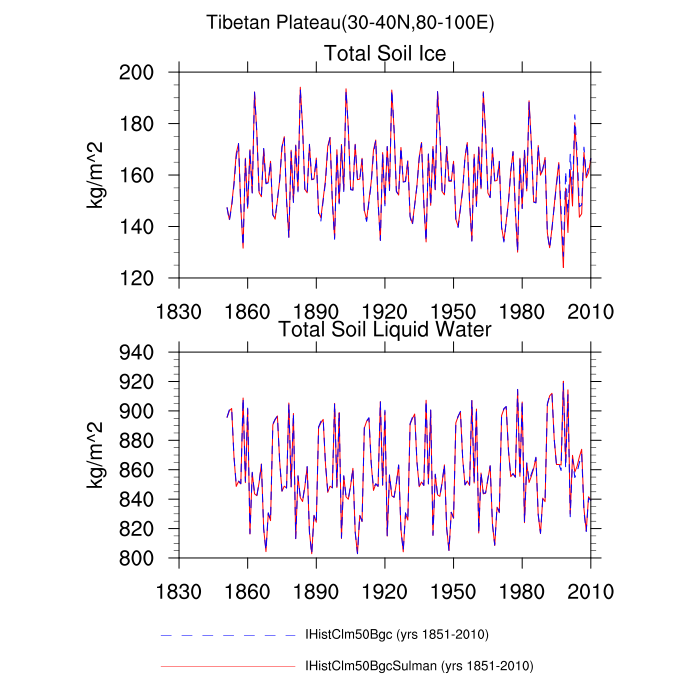 Tibetan Plateau(30-40N,80-100E)
Total Soil Ice
200
180
160
140
120
kg/m^2
1830 1860 1890 1920 1950 1980 2010
Total Soil Liquid Water
940
920
900
880
860
840
820
800
kg/m^2
1830 1860 1890 1920 1950 1980 2010
IHistClm50Bgc (yrs 1851-2010)
IHistClm50BgcSulman (yrs 1851-2010)